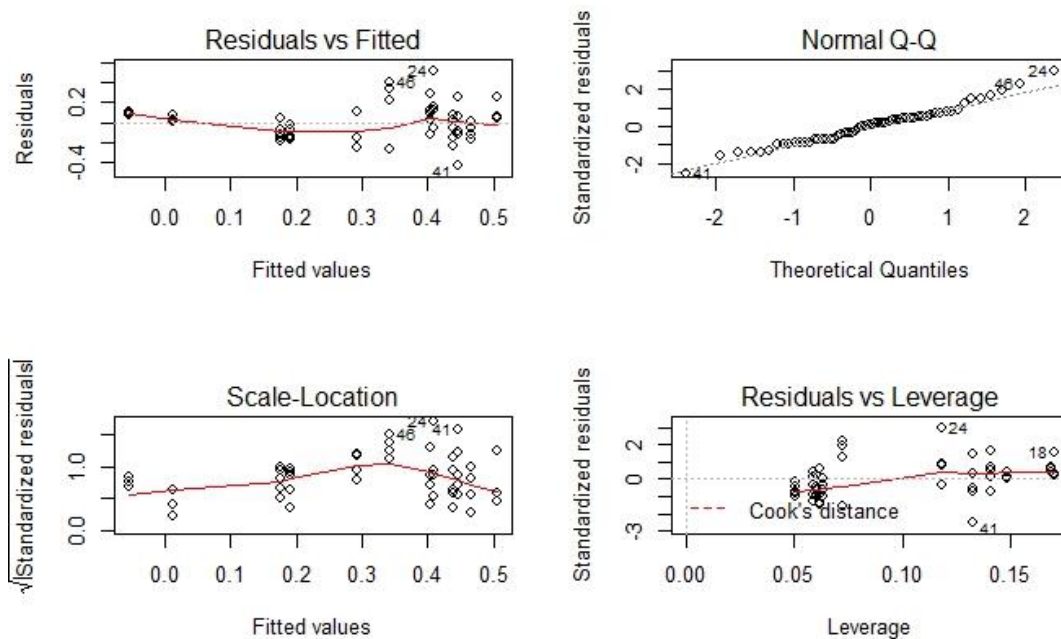 Residuals vs Fitted
Residuals
0.2
-0.4
24
46
41
0.0 0.1 0.2 0.3 0.4 0.5
Fitted values
Normal Q-Q
Standardized residuals
2
0
-2
46
24
41
-2 -1 0 1 2
Theoretical Quantiles
Scale-Location
√|Standardized residuals|
1.0
0.0
24
41
46
0.0 0.1 0.2 0.3 0.4 0.5
Fitted values
Residuals vs Leverage
Standardized residuals
2
0
-3
24
18
41
Cook's distance
0.00 0.05 0.10 0.15
Leverage